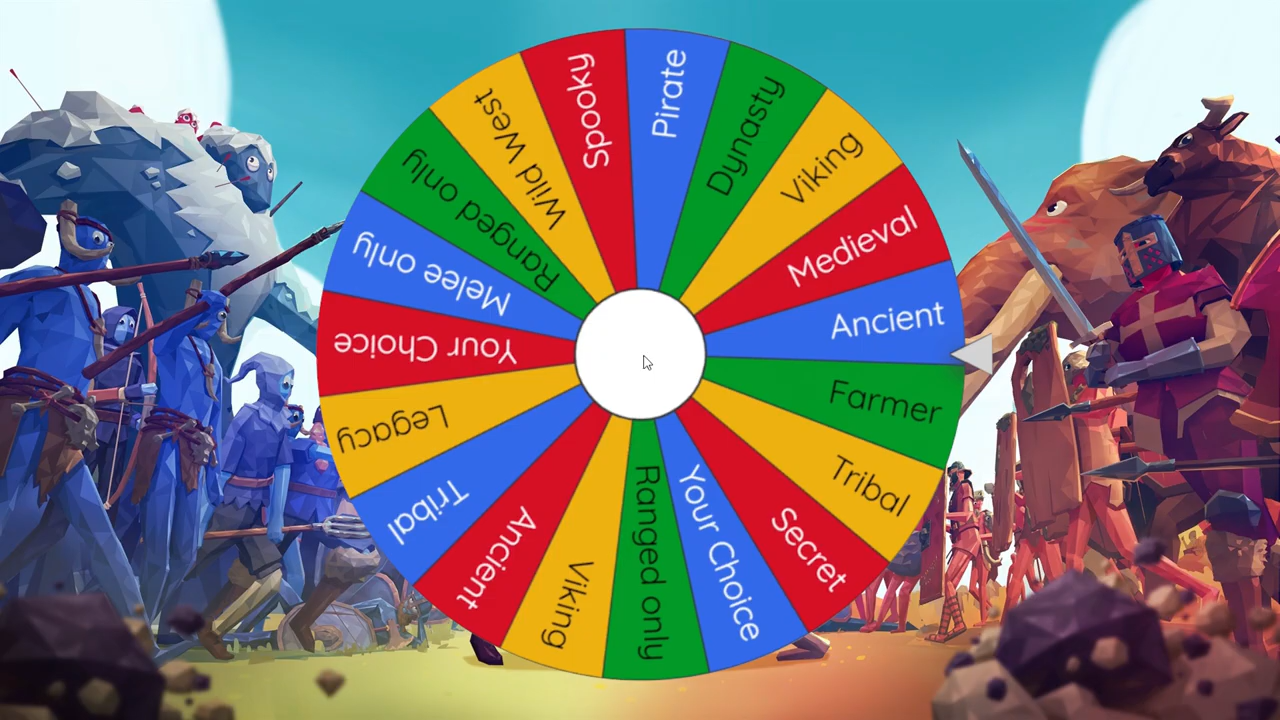 Pirate
Dynasty
Viking
Medieval
Ancient
Farmer
Tribal
Secret
Your Choice
Ranged only
Viking
Ancient
Tribal
Legacy
Your Choice
Melee only
Ranged only
Wild West
Spooky